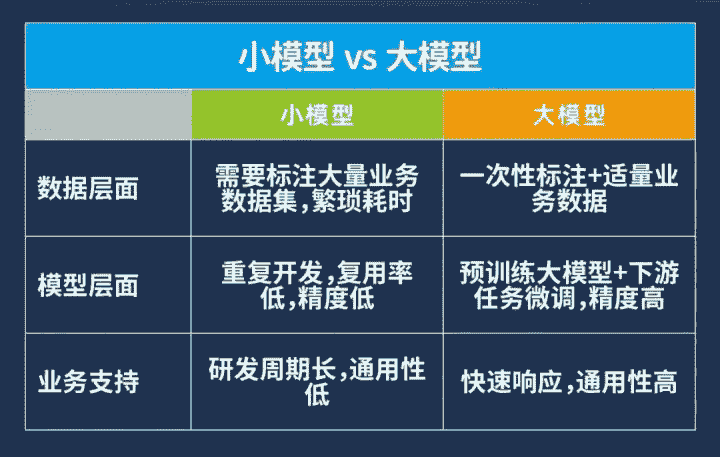 小模型 vs 大模型
小模型
大模型
数据层面
需要标注大量业务
数据集,繁琐耗时
一次性标注+适量业
务数据
模型层面
重复开发,复用率
低,精度低
预训练大模型+下游
任务微调,精度高
业务支持
研发周期长,通用性
低
快速响应,通用性高